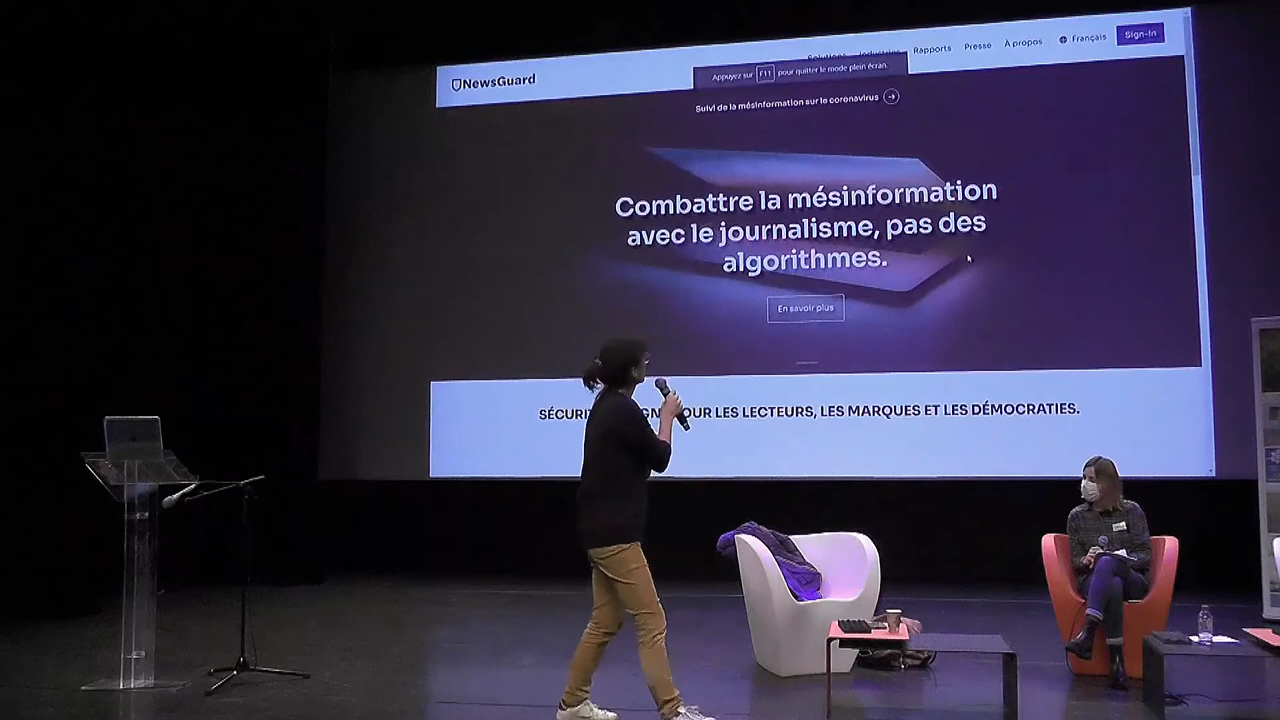 Rapports Presse À propos Français Sign-In
NewsGuard
Appuyez sur F11 pour quitter le mode plein écran.
Suivi de la mésinformation sur le coronavirus
Combattre la mésinformation
avec le journalisme, pas des
algorithmes.
En savoir plus
LES LECTEURS, LES MARQUES ET LES DÉMOCRATIES.